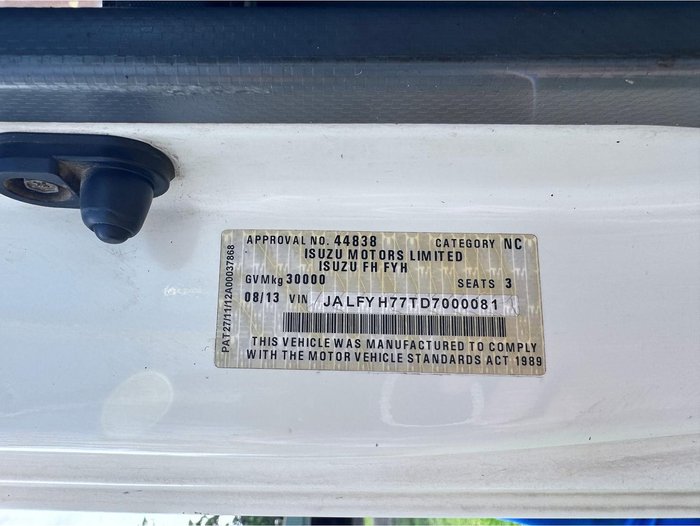 APPROVAL NO. 44838 CATEGORY NC
ISUZU MOTORS LIMITED
ISUZU FH FYH
GVMkg 30000 SEATS 3
08/13 VIN JALFYH77TD7000081
THIS VEHICLE WAS MANUFACTURED TO COMPLY
WITH THE MOTOR VEHICLE STANDARDS ACT 1989
PAT27/11/12A00037868